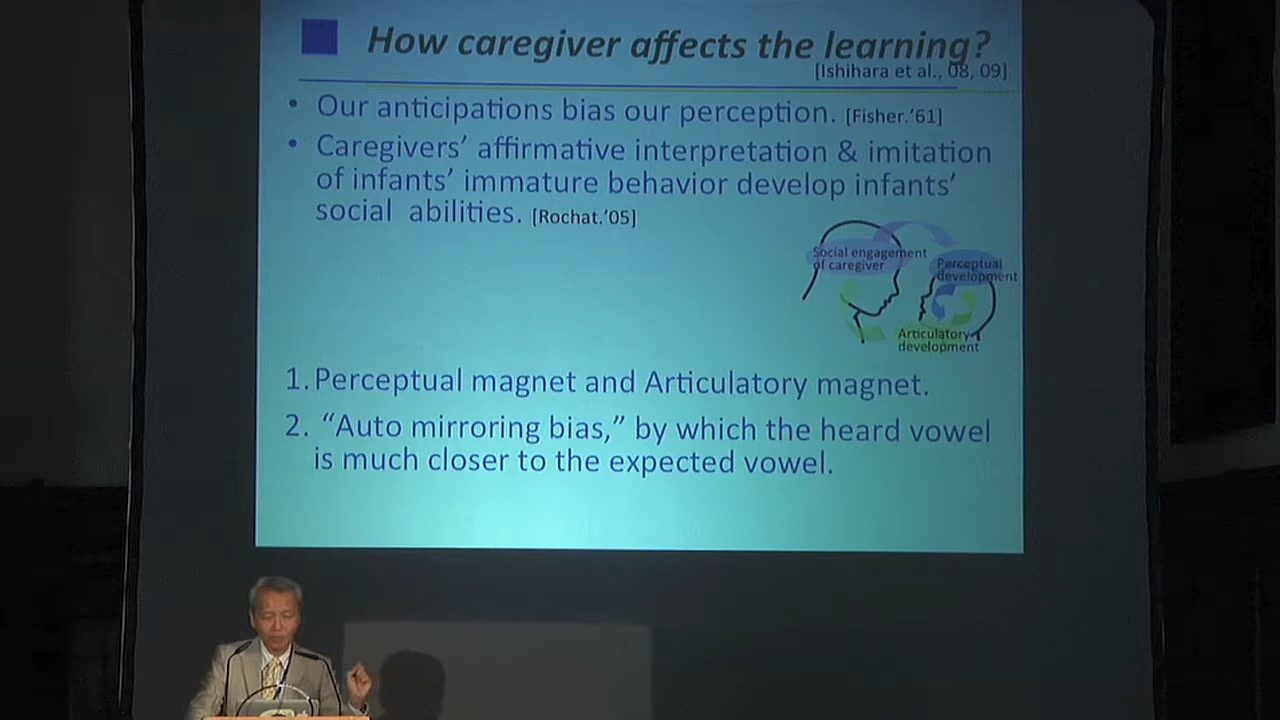 How caregiver affects the learning?
[Ishihara et al., 08, 09]
• Our anticipations bias our perception. [Fisher.’61]
• Caregivers’ affirmative interpretation & imitation
of infants’ immature behavior develop infants’
social abilities. [Rochat.’05]
Social engagement
of caregiver
Perceptual
development
Articulatory
development
1. Perceptual magnet and Articulatory magnet.
2. “Auto mirroring bias,” by which the heard vowel
is much closer to the expected vowel.